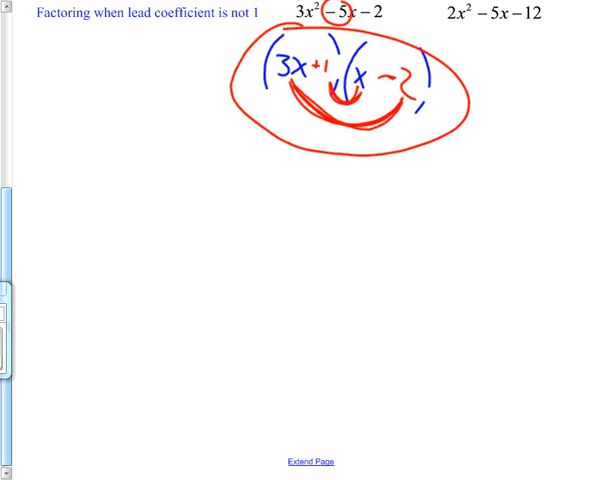 Factoring when lead coefficient is not 1 3x² − 5x − 2 2x² − 5x − 12
(3x +1)(x − 2)
Extend Page